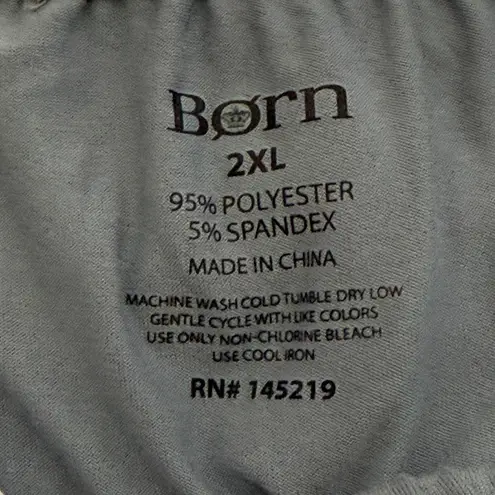 Børn
2XL
95% POLYESTER
5% SPANDEX
MADE IN CHINA
MACHINE WASH COLD TUMBLE DRY LOW
GENTLE CYCLE WITH LIKE COLORS
USE ONLY NON-CHLORINE BLEACH
USE COOL IRON
RN# 145219